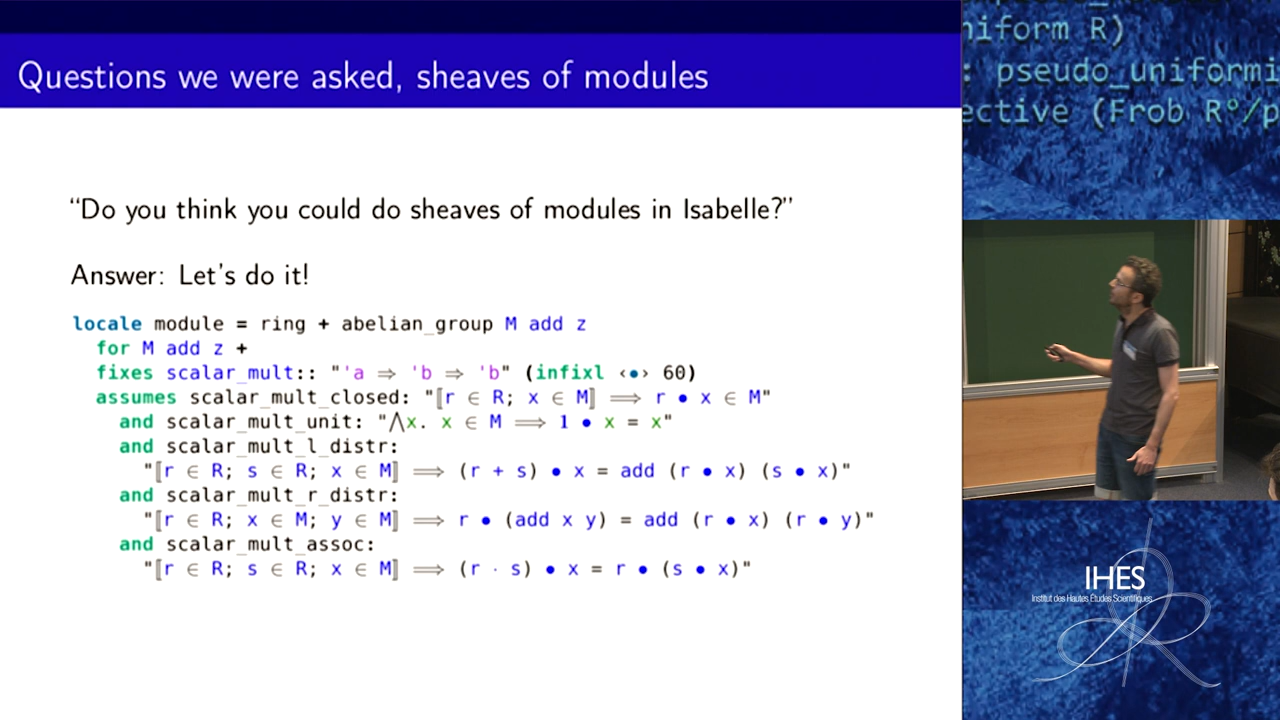 Questions we were asked, sheaves of modules
“Do you think you could do sheaves of modules in Isabelle?”
Answer: Let's do it!
locale module = ring + abelian_group M add z
for M add z +
fixes scalar_mult:: "'a ⇒ 'b ⇒ 'b" (infixl ‹•› 60)
assumes scalar_mult_closed: "⟦r ∈ R; x ∈ M⟧ ⟹ r • x ∈ M"
and scalar_mult_unit: "⋀x. x ∈ M ⟹ 1 • x = x"
and scalar_mult_l_distr:
"⟦r ∈ R; s ∈ R; x ∈ M⟧ ⟹ (r + s) • x = add (r • x) (s • x)"
and scalar_mult_r_distr:
"⟦r ∈ R; x ∈ M; y ∈ M⟧ ⟹ r • (add x y) = add (r • x) (r • y)"
and scalar_mult_assoc:
"⟦r ∈ R; s ∈ R; x ∈ M⟧ ⟹ (r · s) • x = r • (s • x)"
niform R)
: pseudo_uniformi
ective (Frob R°/p
IHES
Institut des Hautes Études Scientifiques